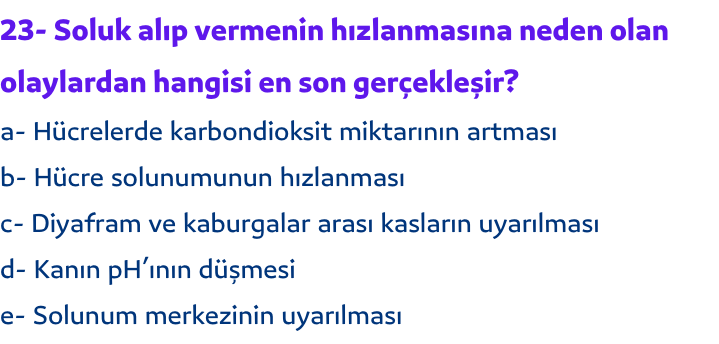 23- Soluk alıp vermenin hızlanmasına neden olan
olaylardan hangisi en son gerçekleşir?
a- Hücrelerde karbondioksit miktarının artması
b- Hücre solunumunun hızlanması
c- Diyafram ve kaburgalar arası kasların uyarılması
d- Kanın pH’ının düşmesi
e- Solunum merkezinin uyarılması